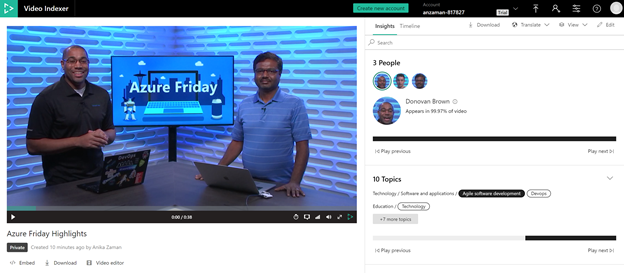 Video Indexer
Create new account
Account
anzaman-817827
Trial
Insights
Timeline
Download
Translate
View
Edit
Search
Azure Friday
3 People
Donovan Brown
Appears in 99.97% of video
Play previous
Play next
10 Topics
Technology / Software and applications / Agile software development
Devops
Education / Technology
+7 more topics
Play previous
Play next
0:00 / 0:38
Azure Friday Highlights
Private
Created 10 minutes ago by Anika Zaman
Embed
Download
Video editor